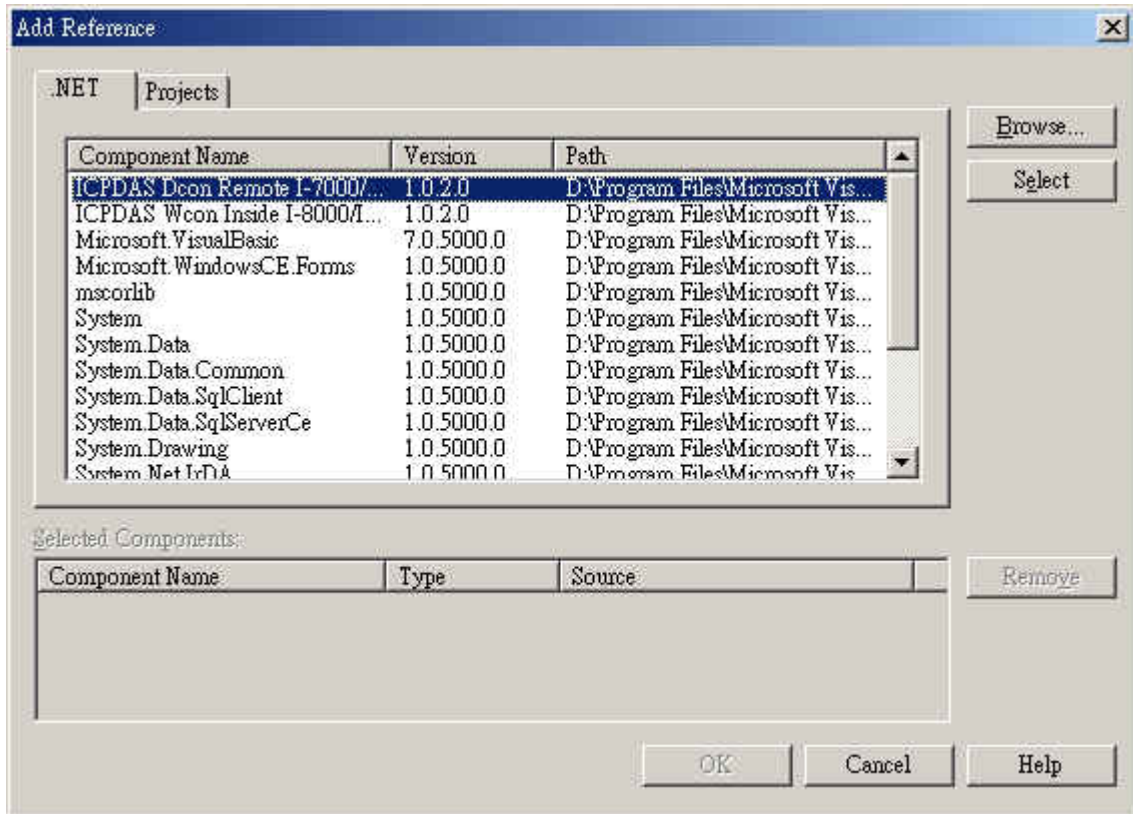 Add Reference
.NET Projects
Browse...
Select
Component Name Version Path
ICPDAS Dcon Remote I-7000/... 1.0.2.0 D:\Program Files\Microsoft Vis...
ICPDAS Wcon Inside I-8000/I... 1.0.2.0 D:\Program Files\Microsoft Vis...
Microsoft.VisualBasic 7.0.5000.0 D:\Program Files\Microsoft Vis...
Microsoft.WindowsCE.Forms 1.0.5000.0 D:\Program Files\Microsoft Vis...
mscorlib 1.0.5000.0 D:\Program Files\Microsoft Vis...
System 1.0.5000.0 D:\Program Files\Microsoft Vis...
System.Data 1.0.5000.0 D:\Program Files\Microsoft Vis...
System.Data.Common 1.0.5000.0 D:\Program Files\Microsoft Vis...
System.Data.SqlClient 1.0.5000.0 D:\Program Files\Microsoft Vis...
System.Data.SqlServerCe 1.0.5000.0 D:\Program Files\Microsoft Vis...
System.Drawing 1.0.5000.0 D:\Program Files\Microsoft Vis...
System.Net.IrDA 1.0.5000.0 D:\Program Files\Microsoft Vis...
Selected Components:
Component Name Type Source
Remove
OK Cancel Help